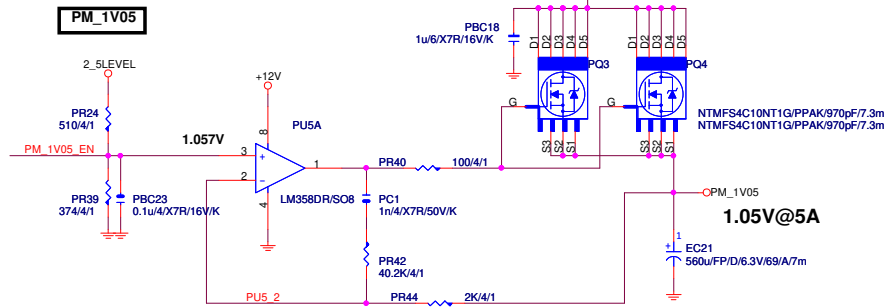 PM_1V05
2_5LEVEL
PR24
510/4/1
PM_1V05_EN
PR39
374/4/1
PBC23
0.1u/4/X7R/16V/K
1.057V
+12V
PU5A
8
3
+
2
-
1
4
LM358DR/SO8
PR40
100/4/1
PC1
1n/4/X7R/50V/K
PR42
40.2K/4/1
PU5_2
PR44
2K/4/1
PBC18
1u/6/X7R/16V/K
D1
D2
D3
D4
D5
PQ3
G
S3
S2
S1
D1
D2
D3
D4
D5
PQ4
G
S3
S2
S1
NTMFS4C10NT1G/PPAK/970pF/7.3m
NTMFS4C10NT1G/PPAK/970pF/7.3m
PM_1V05
1.05V@5A
1
+
EC21
560u/FP/D/6.3V/69/A/7m